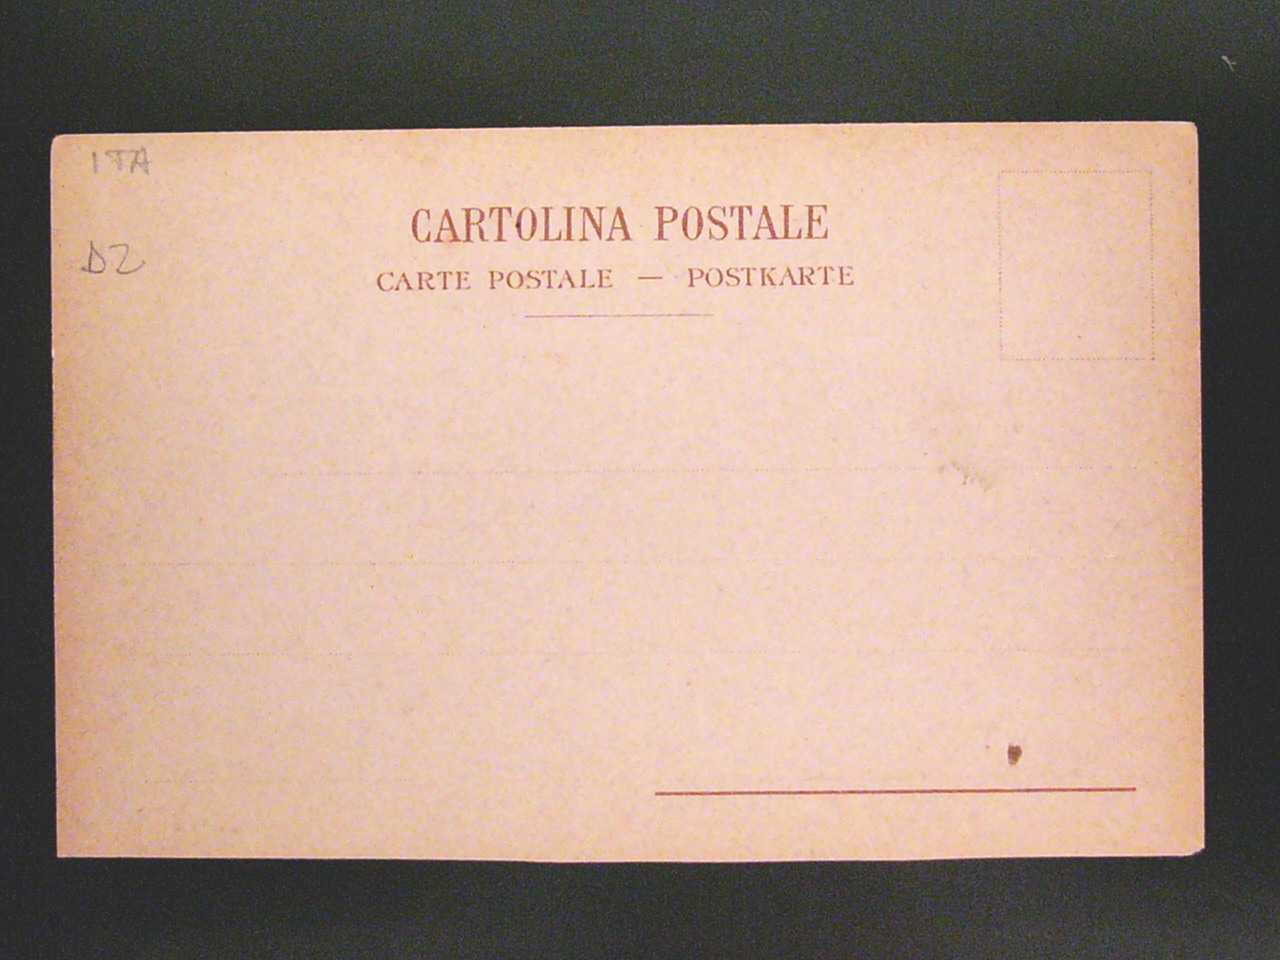 ITA
D2
CARTOLINA POSTALE
CARTE POSTALE — POSTKARTE